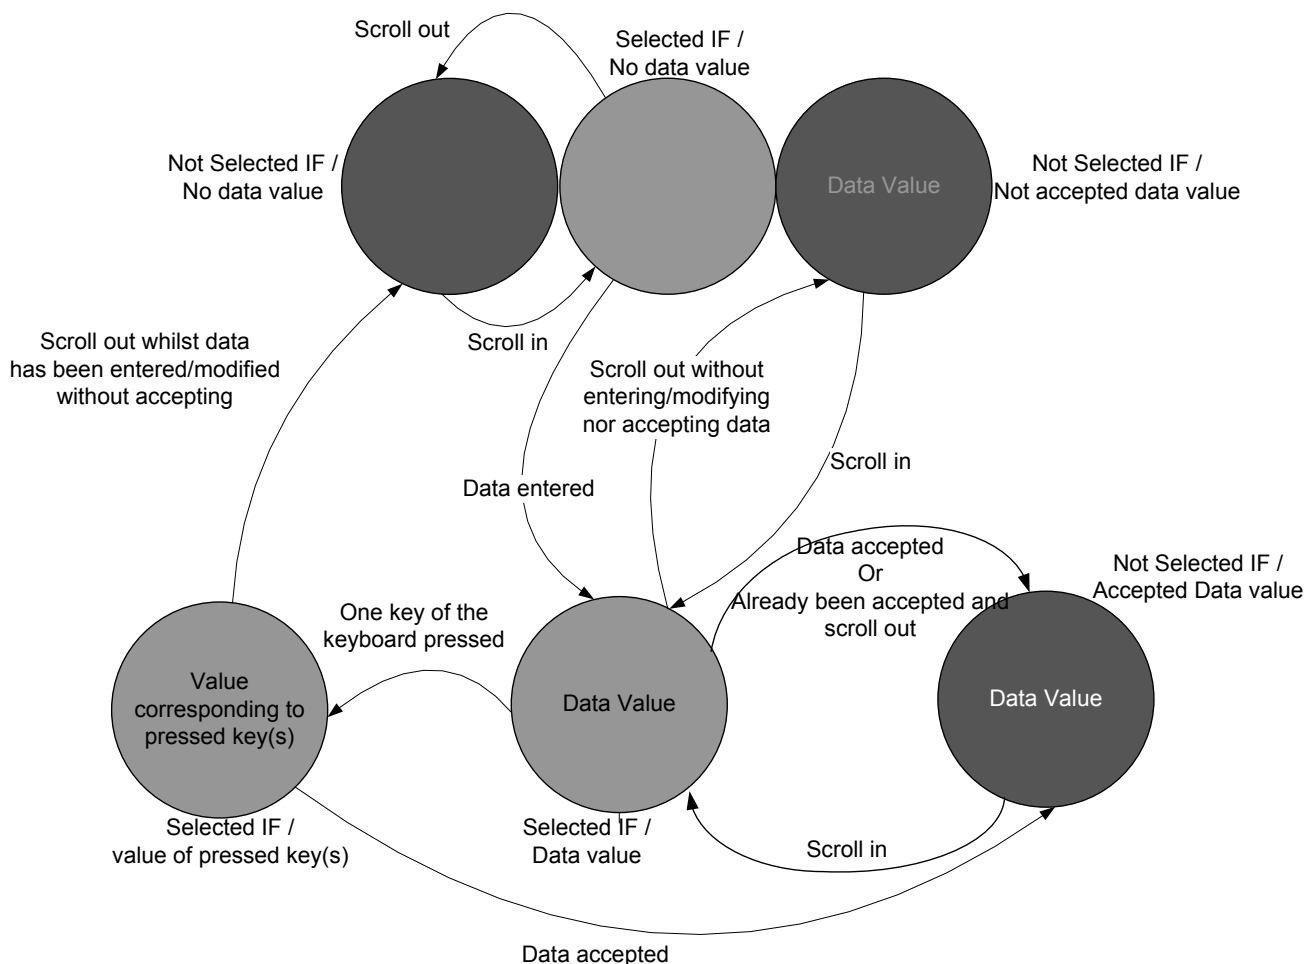 Scroll out
Selected IF /
No data value
Not Selected IF /
No data value
Data Value
Not Selected IF /
Not accepted data value
Scroll in
Scroll out whilst data
has been entered/modified
without accepting
Scroll out without
entering/modifying
nor accepting data
Scroll in
Data entered
Data accepted
Or
Already been accepted and
scroll out
Not Selected IF /
Accepted Data value
One key of the
keyboard pressed
Value
corresponding to
pressed key(s)
Data Value
Data Value
Selected IF /
value of pressed key(s)
Selected IF /
Data value
Scroll in
Data accepted